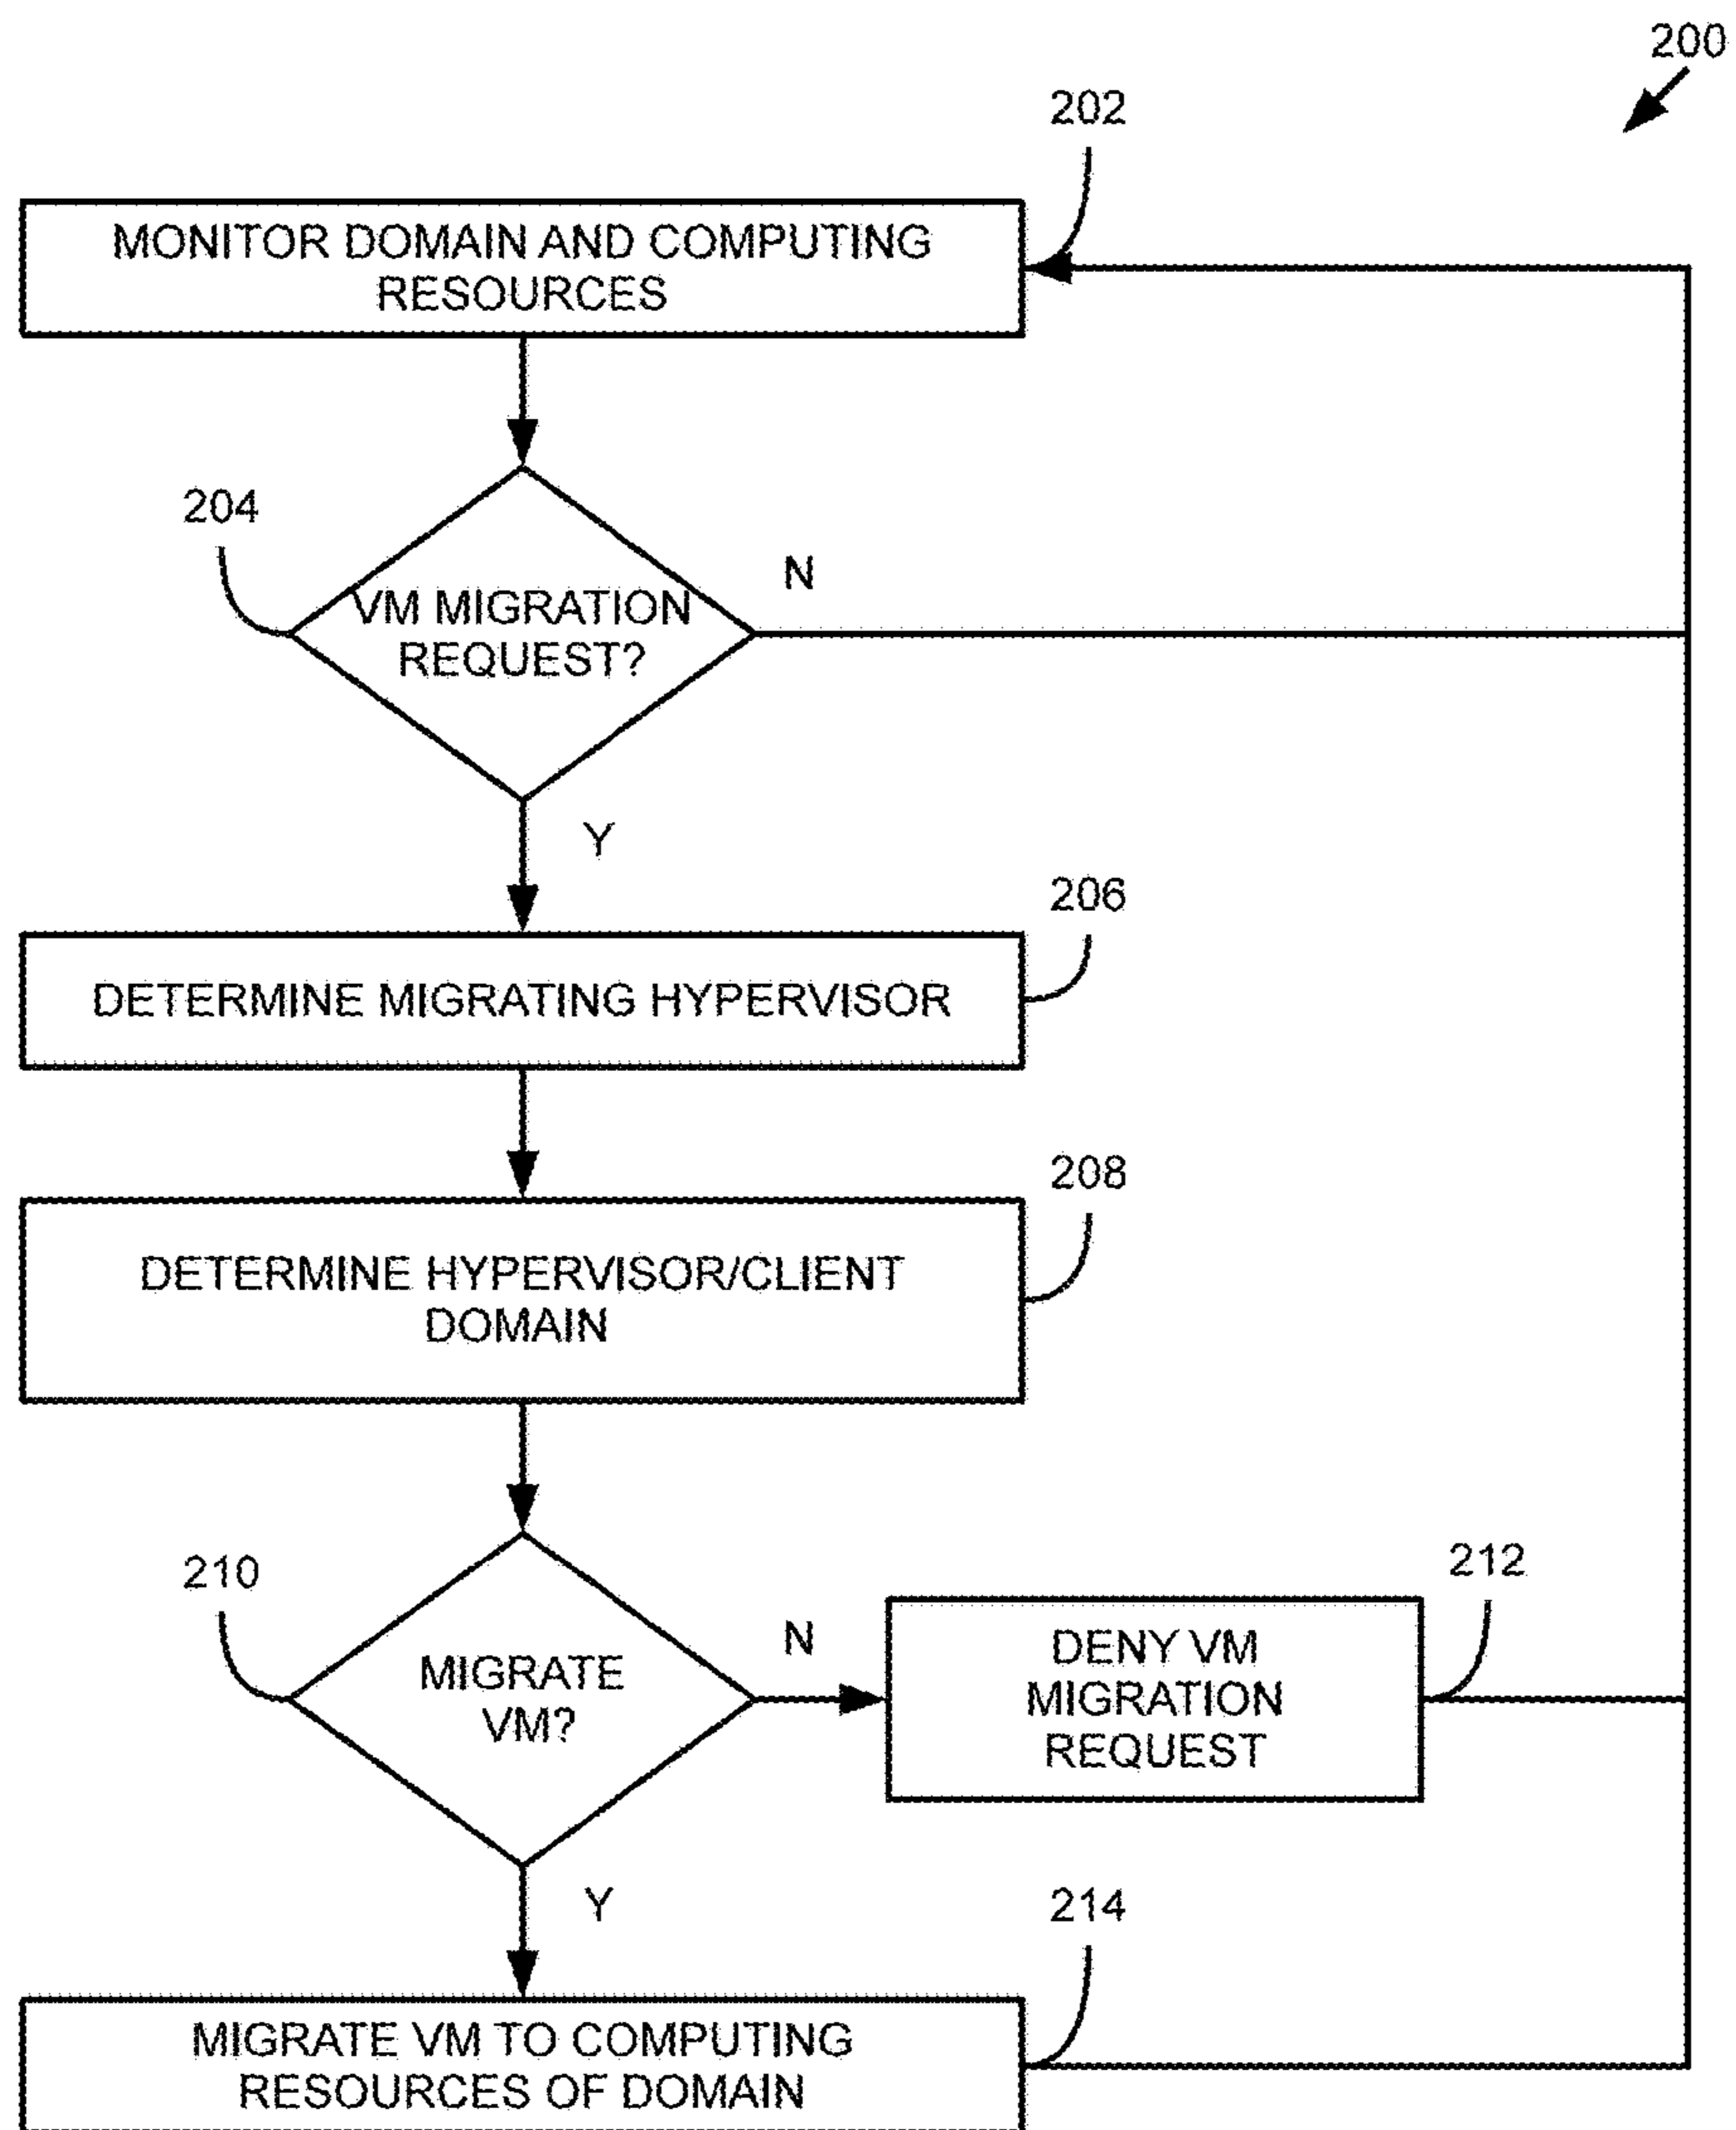 200
202
MONITOR DOMAIN AND COMPUTING
RESOURCES
204
VM MIGRATION
REQUEST?
N
Y
206
DETERMINE MIGRATING HYPERVISOR
208
DETERMINE HYPERVISOR/CLIENT
DOMAIN
210
MIGRATE
VM?
N
212
DENY VM
MIGRATION
REQUEST
Y
214
MIGRATE VM TO COMPUTING
RESOURCES OF DOMAIN